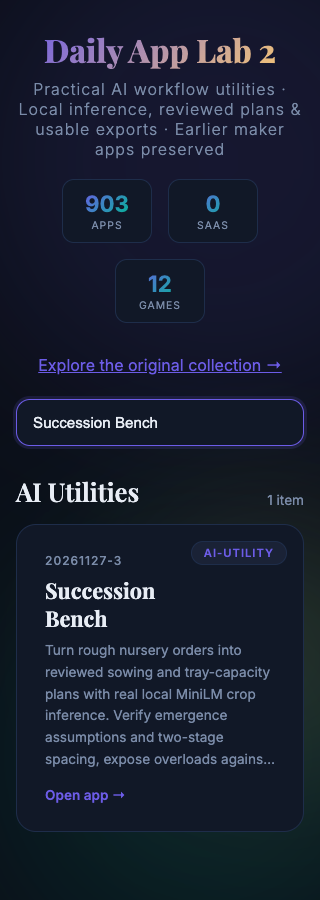 Daily App Lab 2
Practical AI workflow utilities ·
Local inference, reviewed plans &
usable exports · Earlier maker
apps preserved
903
APPS
0
SAAS
12
GAMES
Explore the original collection →
Succession Bench
AI Utilities
1 item
20261127-3
AI-UTILITY
Succession
Bench
Turn rough nursery orders into
reviewed sowing and tray-capacity
plans with real local MiniLM crop
inference. Verify emergence
assumptions and two-stage
spacing, expose overloads agains...
Open app →